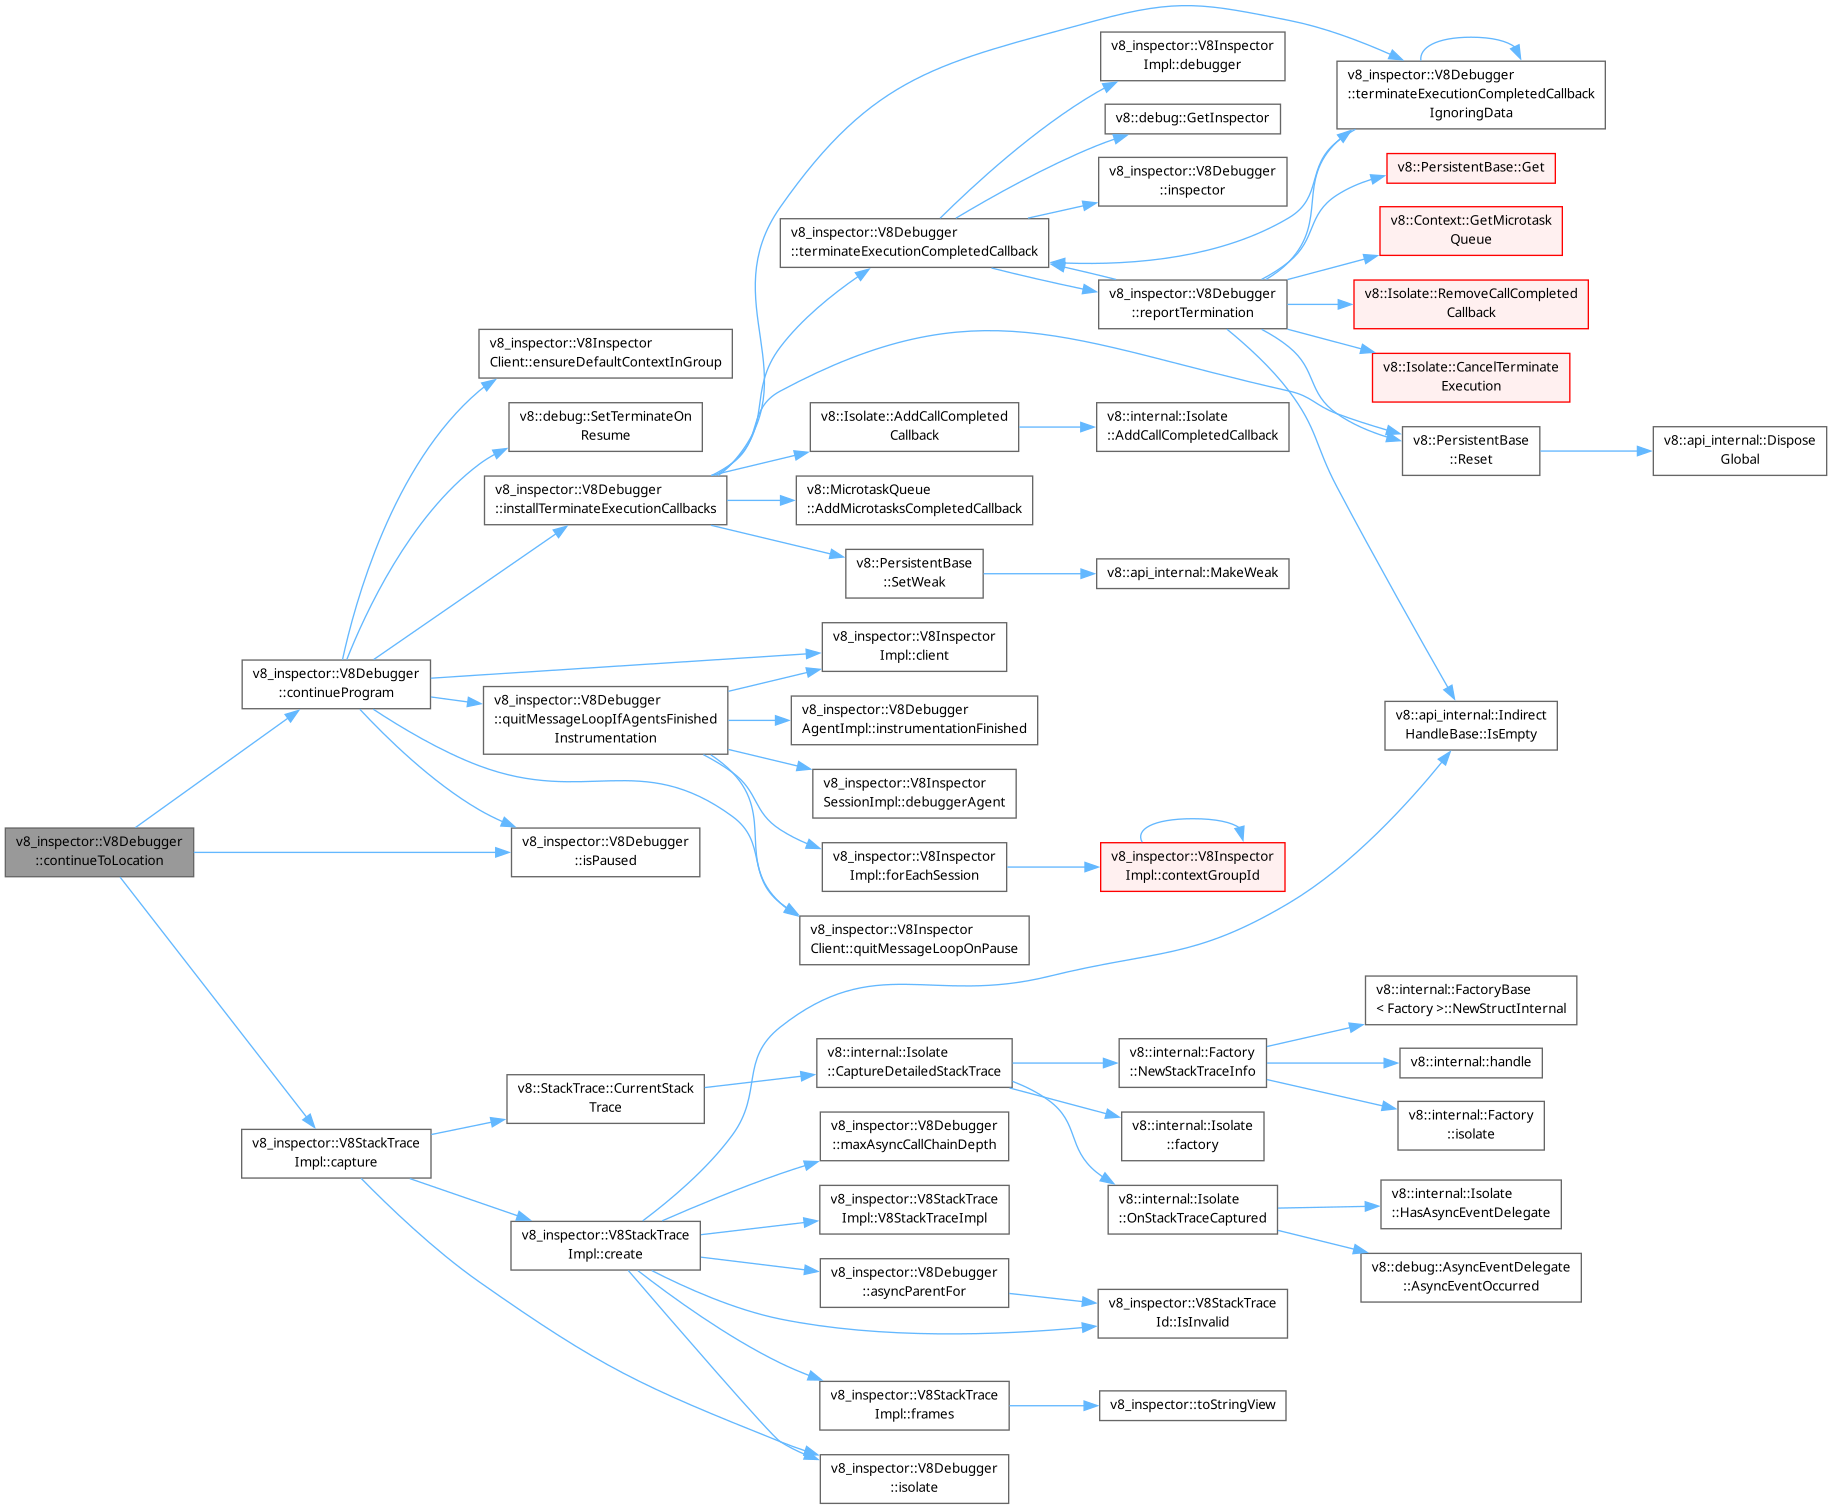 v8_inspector::V8Debugger
::continueToLocation
v8_inspector::V8Debugger
::continueProgram
v8_inspector::V8StackTrace
Impl::capture
v8_inspector::V8Inspector
Client::ensureDefaultContextInGroup
v8::debug::SetTerminateOn
Resume
v8_inspector::V8Debugger
::installTerminateExecutionCallbacks
v8_inspector::V8Debugger
::quitMessageLoopIfAgentsFinished
Instrumentation
v8_inspector::V8Debugger
::isPaused
v8::StackTrace::CurrentStack
Trace
v8_inspector::V8StackTrace
Impl::create
v8_inspector::V8Debugger
::terminateExecutionCompletedCallback
v8::Isolate::AddCallCompleted
Callback
v8::MicrotaskQueue
::AddMicrotasksCompletedCallback
v8::PersistentBase
::SetWeak
v8_inspector::V8Inspector
Impl::client
v8_inspector::V8Debugger
AgentImpl::instrumentationFinished
v8_inspector::V8Inspector
SessionImpl::debuggerAgent
v8_inspector::V8Inspector
Impl::forEachSession
v8_inspector::V8Inspector
Client::quitMessageLoopOnPause
v8::internal::Isolate
::CaptureDetailedStackTrace
v8_inspector::V8Debugger
::maxAsyncCallChainDepth
v8_inspector::V8StackTrace
Impl::V8StackTraceImpl
v8_inspector::V8Debugger
::asyncParentFor
v8_inspector::V8StackTrace
Impl::frames
v8_inspector::V8Debugger
::isolate
v8_inspector::V8Inspector
Impl::debugger
v8::debug::GetInspector
v8_inspector::V8Debugger
::inspector
v8_inspector::V8Debugger
::reportTermination
v8::internal::Isolate
::AddCallCompletedCallback
v8::api_internal::MakeWeak
v8_inspector::V8Inspector
Impl::contextGroupId
v8::internal::Factory
::NewStackTraceInfo
v8::internal::Isolate
::factory
v8::internal::Isolate
::OnStackTraceCaptured
v8_inspector::V8StackTrace
Id::IsInvalid
v8_inspector::toStringView
v8_inspector::V8Debugger
::terminateExecutionCompletedCallback
IgnoringData
v8::PersistentBase::Get
v8::Context::GetMicrotask
Queue
v8::Isolate::RemoveCallCompleted
Callback
v8::Isolate::CancelTerminate
Execution
v8::PersistentBase
::Reset
v8::api_internal::Indirect
HandleBase::IsEmpty
v8::internal::FactoryBase
< Factory >::NewStructInternal
v8::internal::handle
v8::internal::Factory
::isolate
v8::internal::Isolate
::HasAsyncEventDelegate
v8::debug::AsyncEventDelegate
::AsyncEventOccurred
v8::api_internal::Dispose
Global